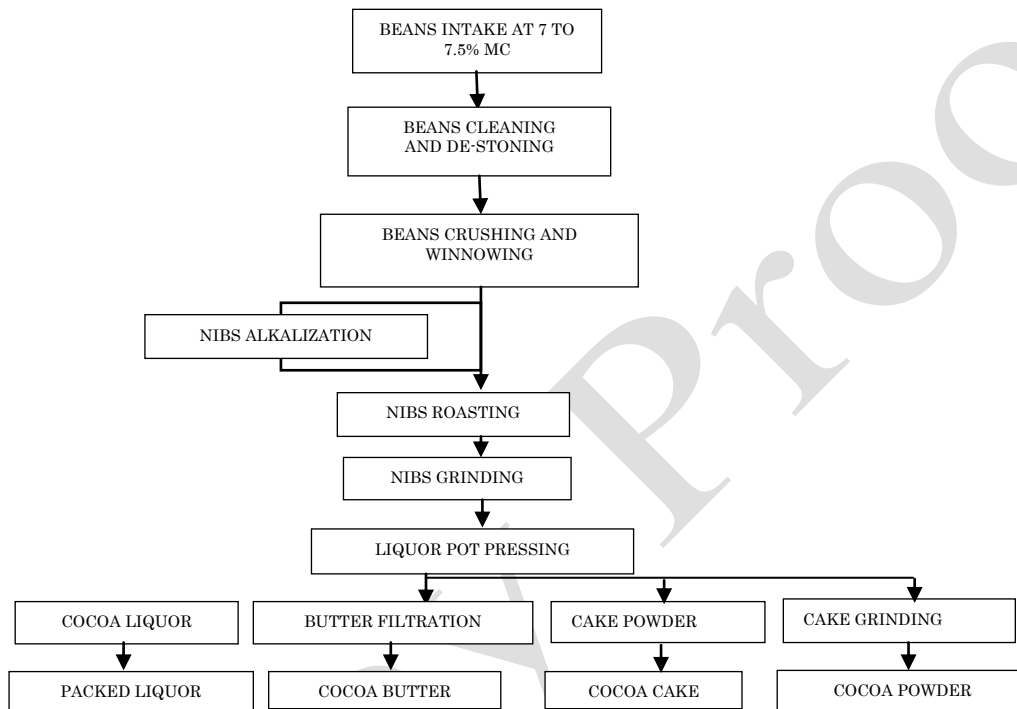 BEANS INTAKE AT 7 TO
7.5% MC
BEANS CLEANING
AND DE-STONING
BEANS CRUSHING AND
WINNOWING
NIBS ALKALIZATION
NIBS ROASTING
NIBS GRINDING
LIQUOR POT PRESSING
COCOA LIQUOR
BUTTER FILTRATION
CAKE POWDER
CAKE GRINDING
PACKED LIQUOR
COCOA BUTTER
COCOA CAKE
COCOA POWDER
y Proo